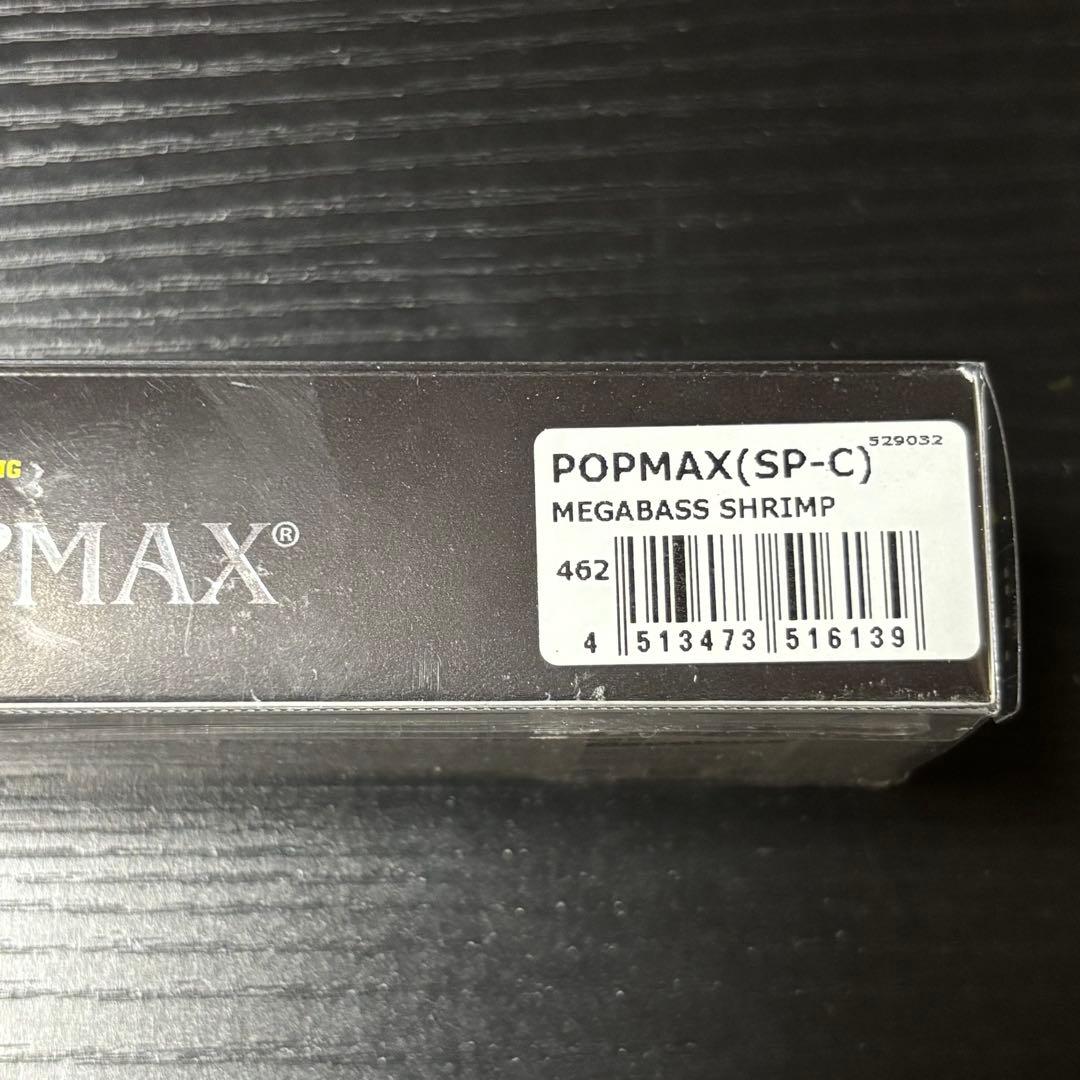 PMAX®
529032
POPMAX(SP-C)
MEGABASS SHRIMP
462
4 513473 516139